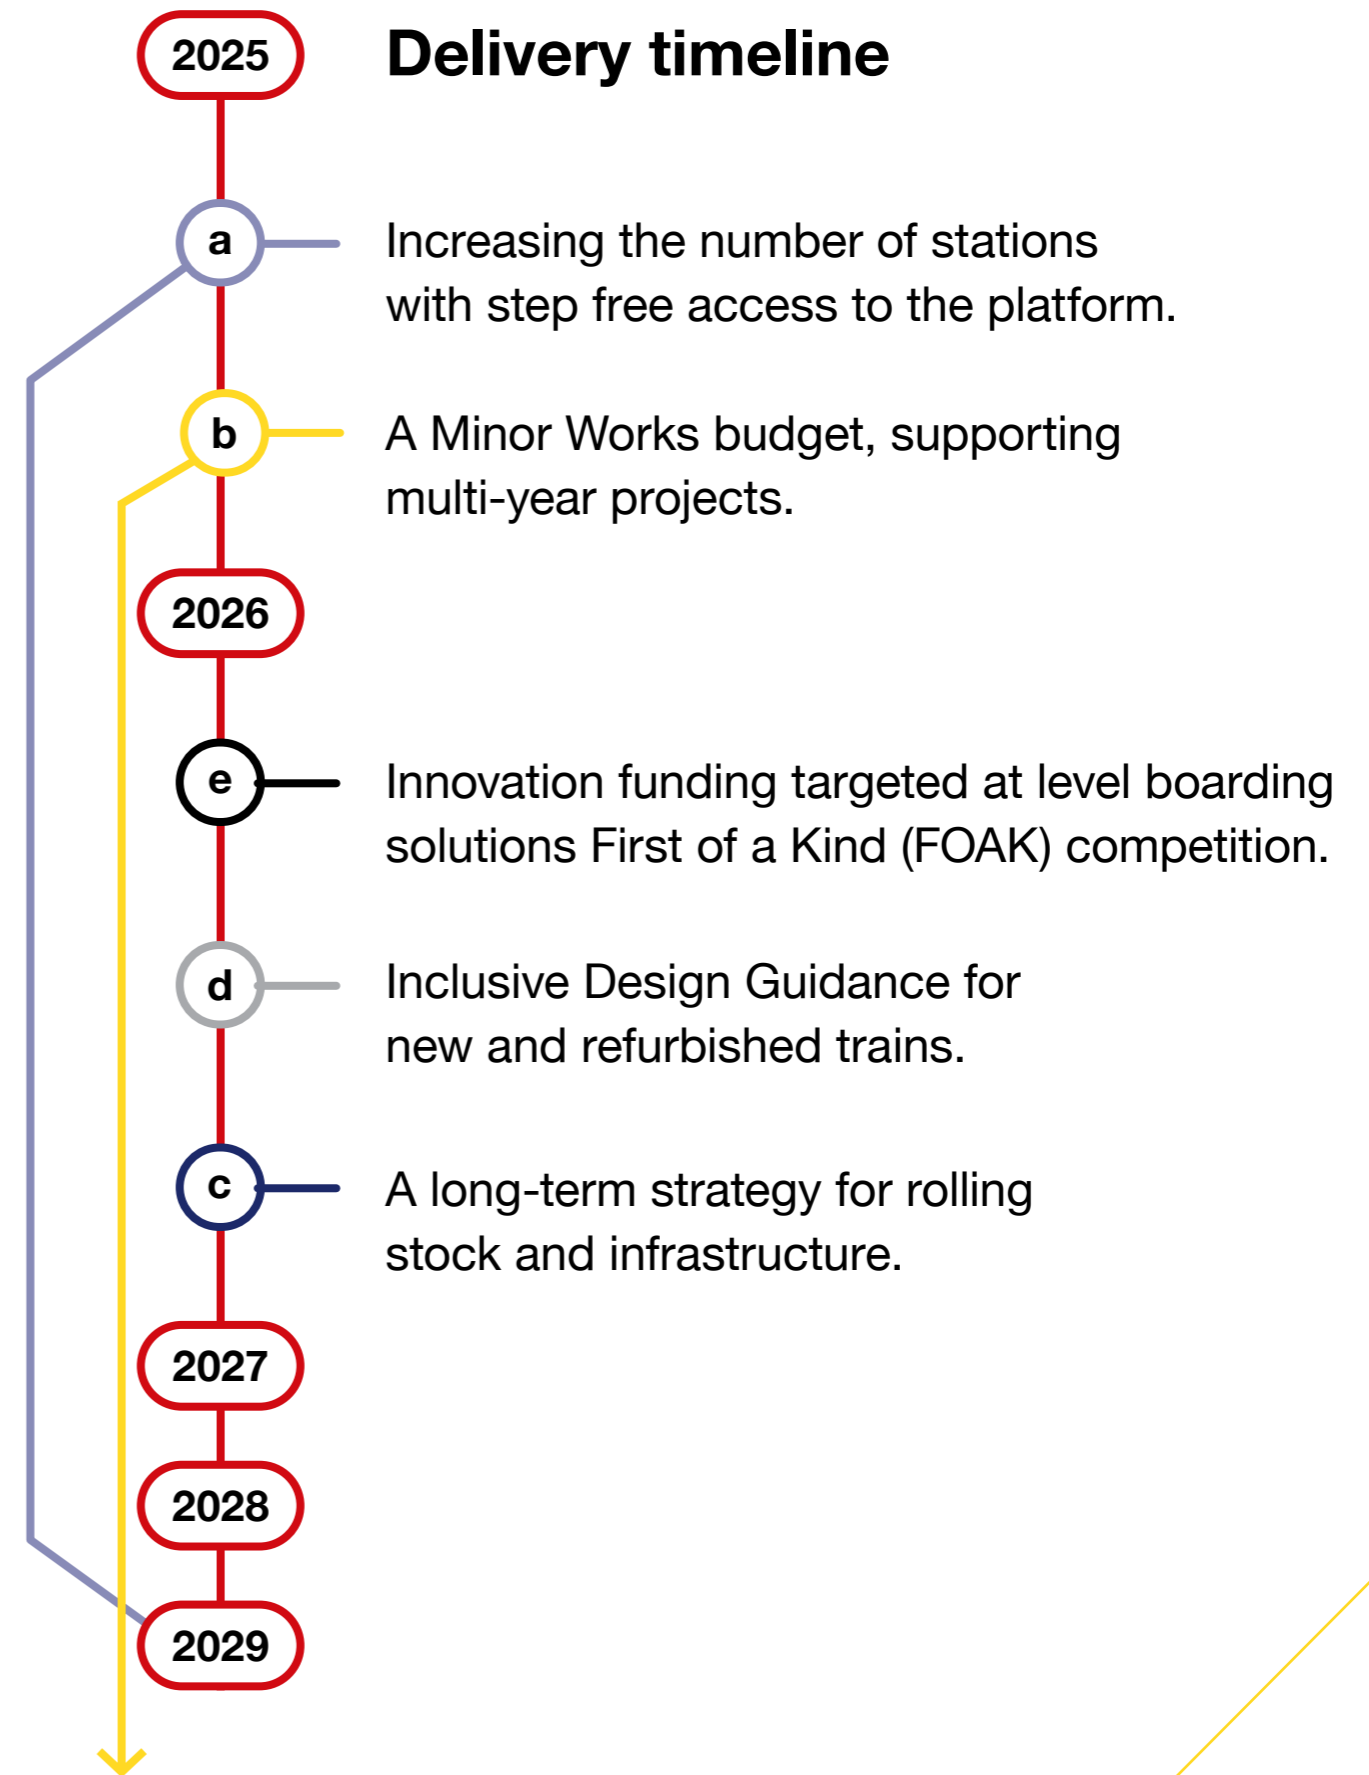 2025
Delivery timeline
a
Increasing the number of stations
with step free access to the platform.
b
A Minor Works budget, supporting
multi-year projects.
2026
e
Innovation funding targeted at level boarding
solutions First of a Kind (FOAK) competition.
d
Inclusive Design Guidance for
new and refurbished trains.
c
A long-term strategy for rolling
stock and infrastructure.
2027
2028
2029